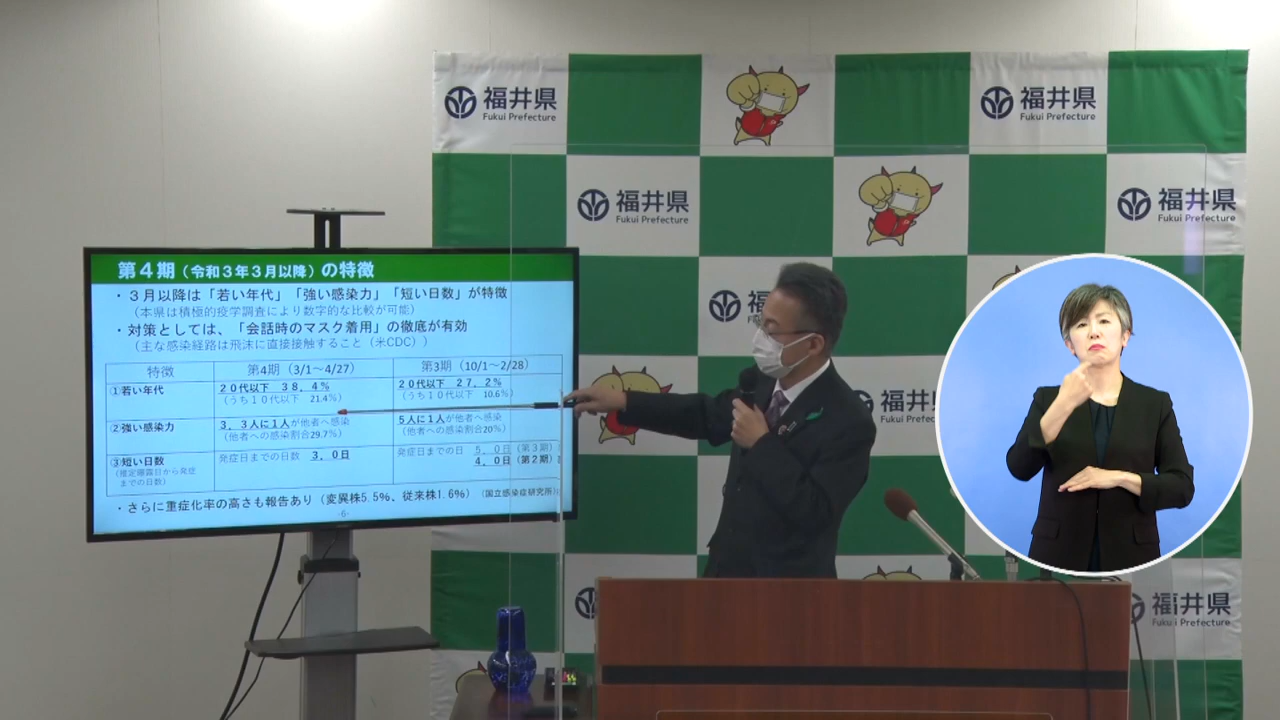 第４期（令和３年３月以降）の特徴
・３月以降は「若い年代」「強い感染力」「短い日数」が特徴
（本県は積極的疫学調査により数字的な比較が可能）
・対策としては、「会話時のマスク着用」の徹底が有効
（主な感染経路は飛沫に直接接触すること（米CDC））
特徴 第４期（3/1～4/27） 第３期（10/1～2/28）
①若い年代 ２０代以下 ３８．４％ ２０代以下 ２７．２％
（うち１０代以下 21.4％） （うち１０代以下 10.6％）
②強い感染力 ３．３人に１人が他者へ感染 ５人に１人が他者へ感染
（他者への感染割合29.7％） （他者への感染割合20％）
③短い日数 発症日までの日数 ３．０日 発症日までの日 ５．０日（第３期）
（推定曝露日から発症 ４．０日（第２期）
までの日数）
・さらに重症化率の高さも報告あり（変異株5.5％、従来株1.6％）（国立感染症研究所
-6-
福井県
Fukui Prefecture
福井県
Fukui Prefecture
福井県
Fukui Prefecture
福井県
Fukui Prefecture
福
福井
福井県
Fukui Prefecture